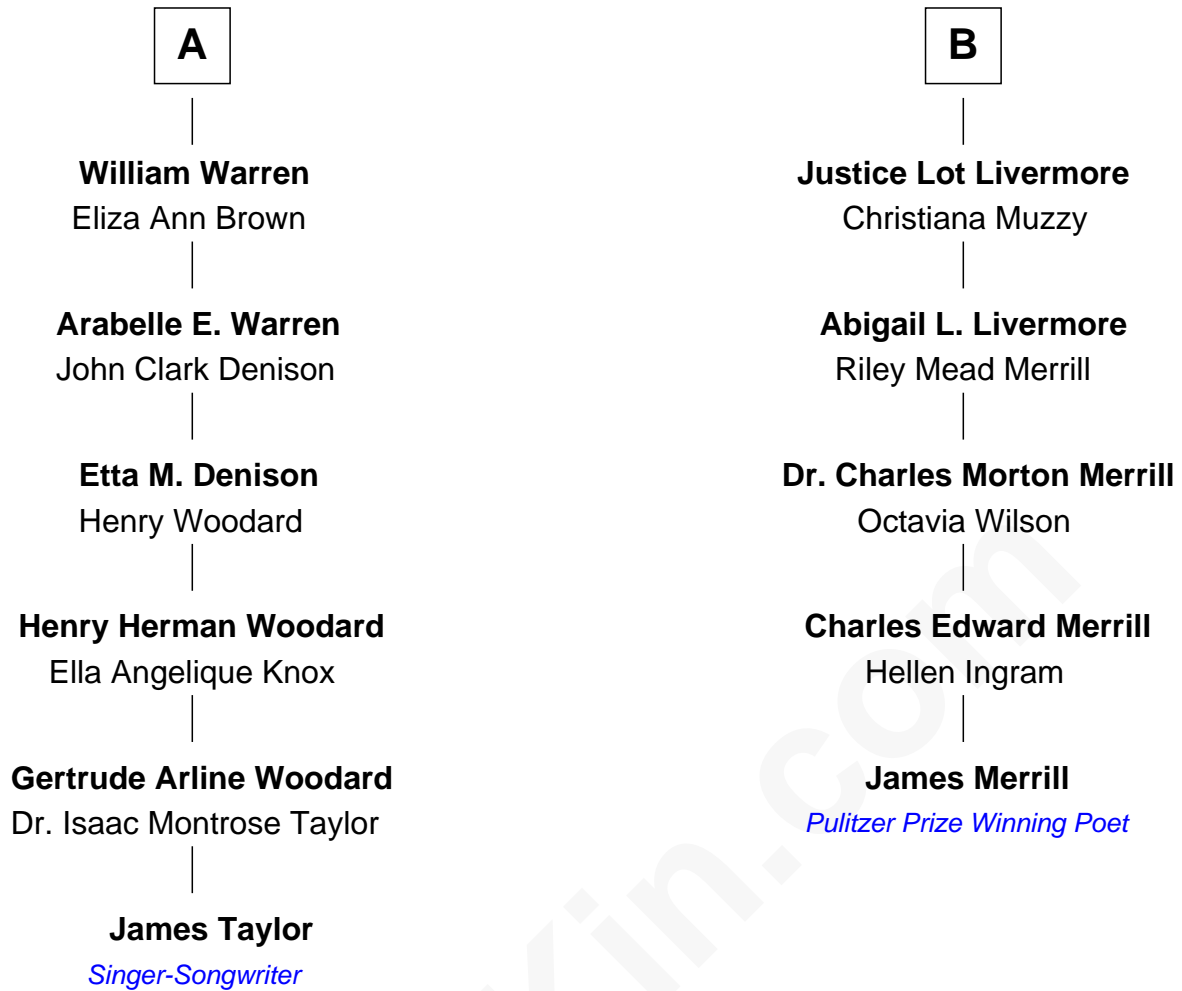 A
William Warren
Eliza Ann Brown
Arabelle E. Warren
John Clark Denison
Etta M. Denison
Henry Woodard
Henry Herman Woodard
Ella Angelique Knox
Gertrude Arline Woodard
Dr. Isaac Montrose Taylor
James Taylor
Singer-Songwriter
B
Justice Lot Livermore
Christiana Muzzy
Abigail L. Livermore
Riley Mead Merrill
Dr. Charles Morton Merrill
Octavia Wilson
Charles Edward Merrill
Hellen Ingram
James Merrill
Pulitzer Prize Winning Poet
Kin.com